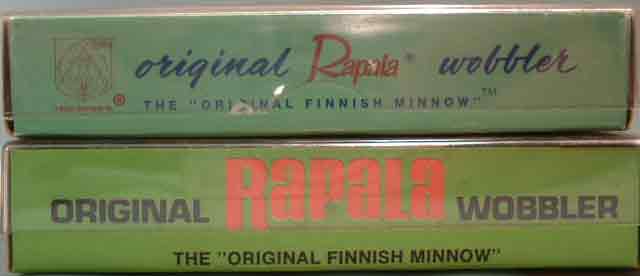 original Rapala® wobbler
® THE "ORIGINAL FINNISH MINNOW"™
ORIGINAL RAPALA WOBBLER
THE "ORIGINAL FINNISH MINNOW"